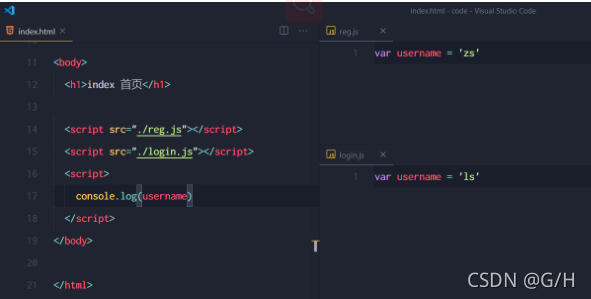 index.html - code - Visual Studio Code
index.html ×
11 <body>
12 <h1>index 首页</h1>
13
14 <script src="./reg.js"></script>
15 <script src="./login.js"></script>
16 <script>
17 console.log(username)
18 </script>
19 </body>
20
21 </html>
reg.js ×
1 var username = 'zs'
login.js ×
1 var username = 'ls'
CSDN @G/H